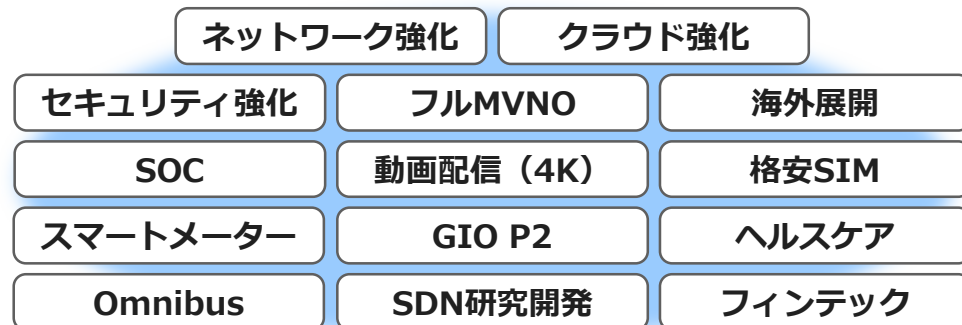 ネットワーク強化
クラウド強化
セキュリティ強化
フルMVNO
海外展開
SOC
動画配信（4K）
格安SIM
スマートメーター
GIO P2
ヘルスケア
Omnibus
SDN研究開発
フィンテック